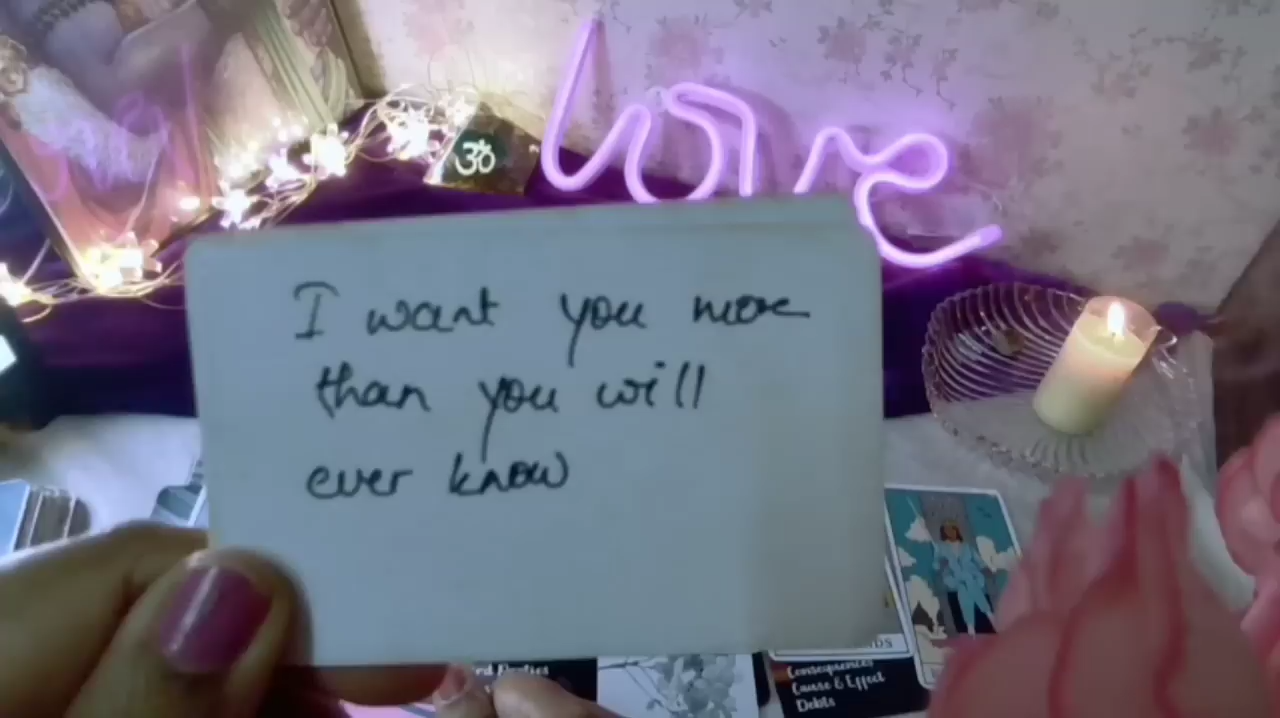 love
ॐ
I want you more
than you will
ever know
Consequences
Cause & Effect
Debts